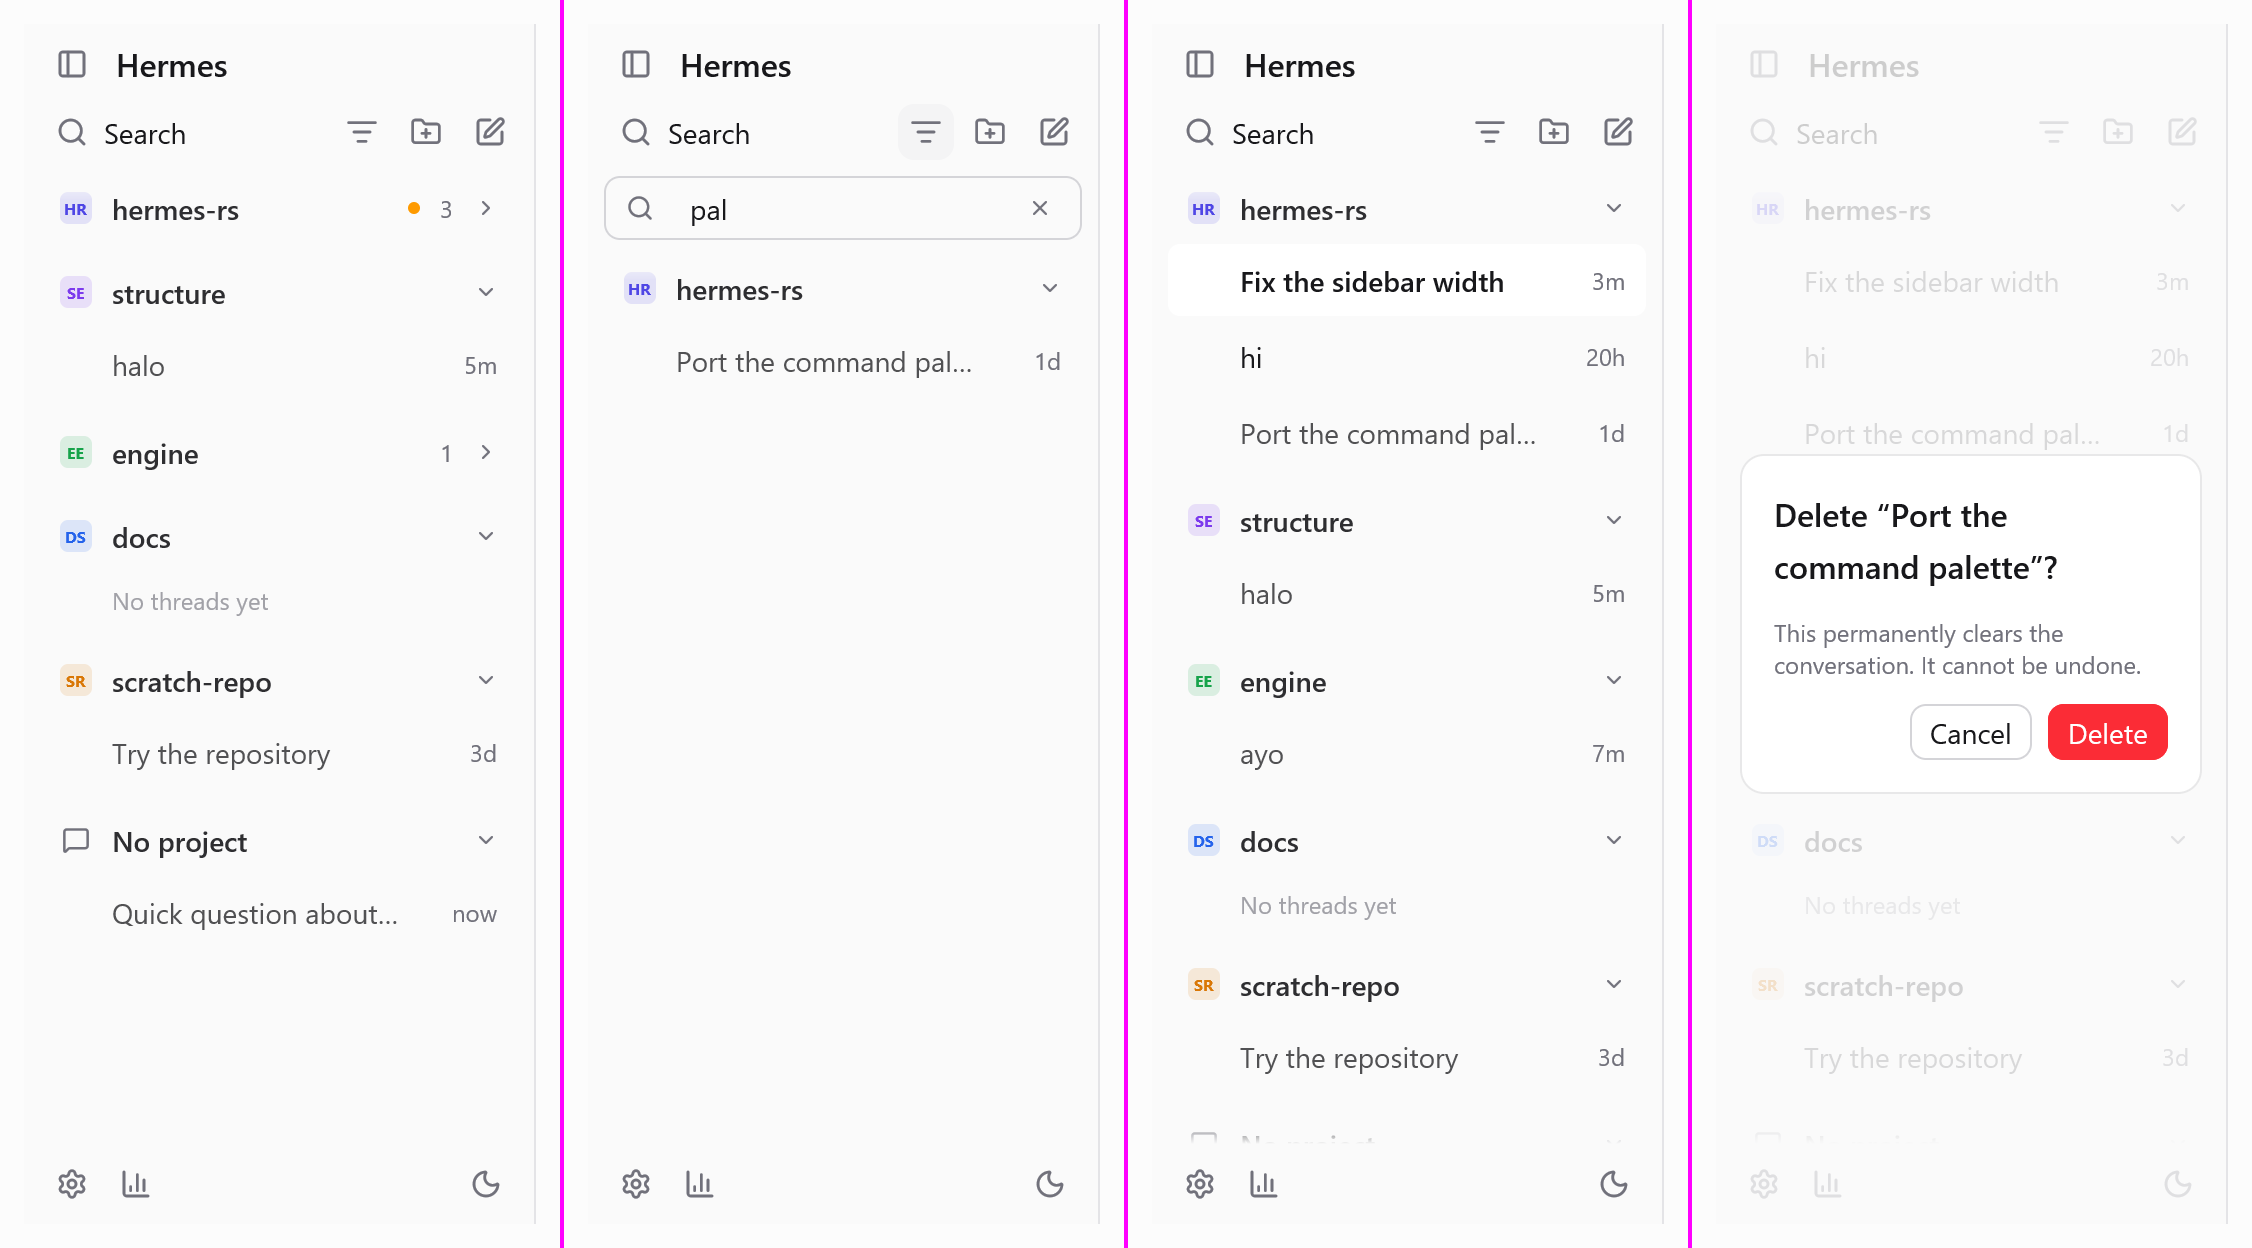 Hermes
Search
HR hermes-rs 3
SE structure
halo 5m
EE engine 1
DS docs
No threads yet
SR scratch-repo
Try the repository 3d
No project
Quick question about... now
Hermes
Search
pal
HR hermes-rs
Port the command pal... 1d
Hermes
Search
HR hermes-rs
Fix the sidebar width 3m
hi 20h
Port the command pal... 1d
SE structure
halo 5m
EE engine
ayo 7m
DS docs
No threads yet
SR scratch-repo
Try the repository 3d
No project
Hermes
Search
HR hermes-rs
Fix the sidebar width 3m
hi 20h
Port the command pal... 1d
Delete “Port the
command palette”?
This permanently clears the
conversation. It cannot be undone.
Cancel Delete
DS docs
No threads yet
SR scratch-repo
Try the repository 3d
No project